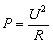 P = U² / R